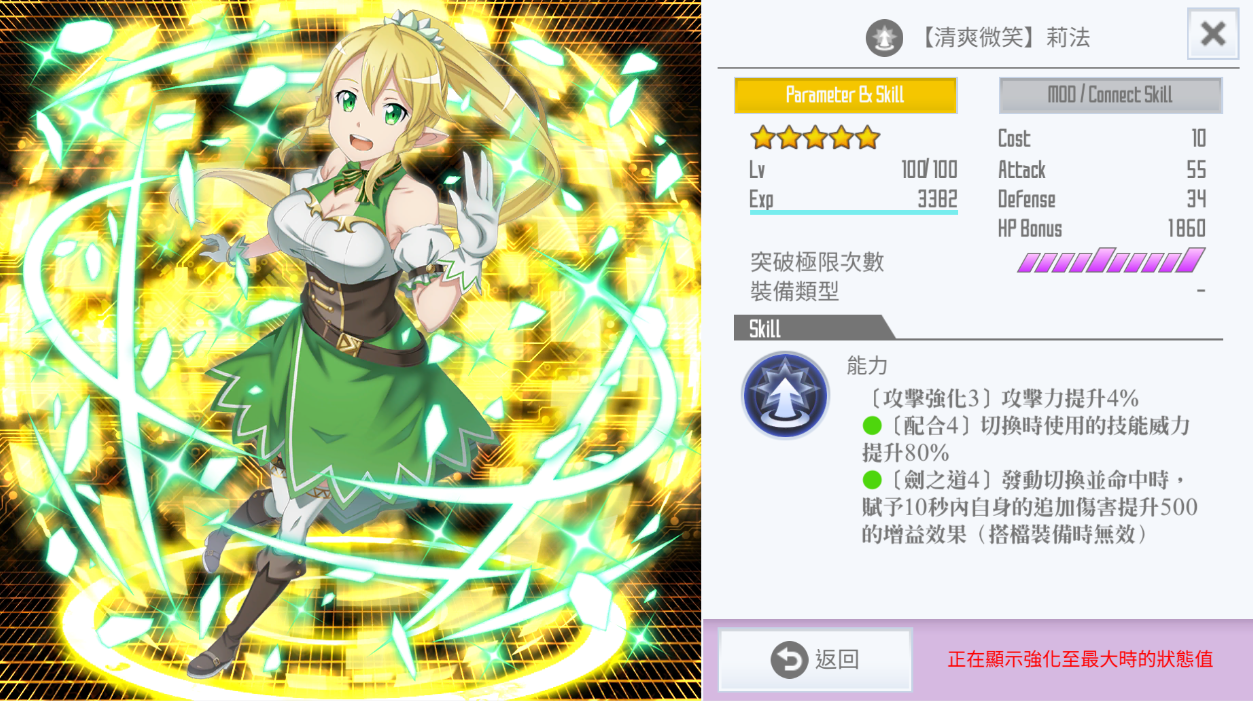 【清爽微笑】莉法
Parameter & Skill
MOD / Connect Skill
Lv 100/100
Exp 3382
突破極限次數
裝備類型
Cost 10
Attack 55
Defense 34
HP Bonus 1860
-
Skill
能力
〔攻擊強化3〕攻擊力提升4%
〔配合4〕切換時使用的技能威力
提升80%
〔劍之道4〕發動切換並命中時，
賦予10秒內自身的追加傷害提升500
的增益效果（搭檔裝備時無效）
返回
正在顯示強化至最大時的狀態值